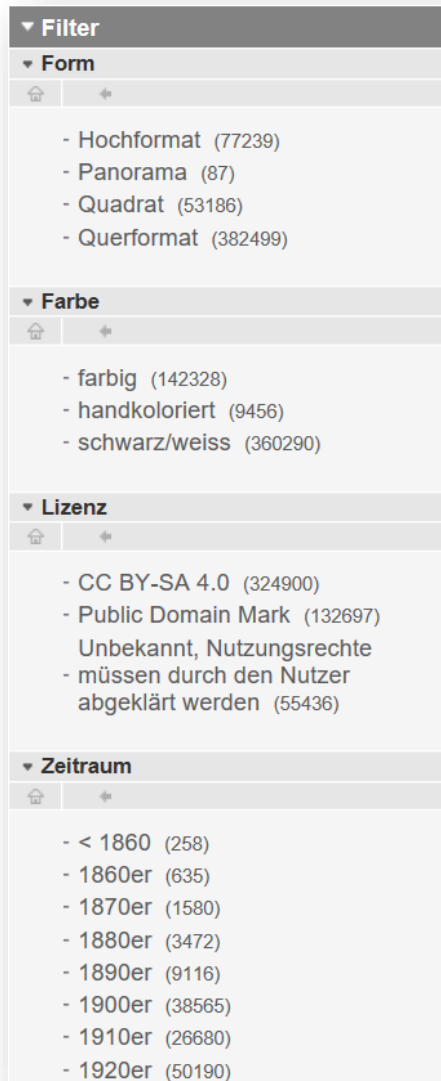 Filter
Form
- Hochformat (77239)
- Panorama (87)
- Quadrat (53186)
- Querformat (382499)
Farbe
- farbig (142328)
- handkoloriert (9456)
- schwarz/weiss (360290)
Lizenz
- CC BY-SA 4.0 (324900)
- Public Domain Mark (132697)
Unbekannt, Nutzungsrechte
- müssen durch den Nutzer
abgeklärt werden (55436)
Zeitraum
- < 1860 (258)
- 1860er (635)
- 1870er (1580)
- 1880er (3472)
- 1890er (9116)
- 1900er (38565)
- 1910er (26680)
- 1920er (50190)